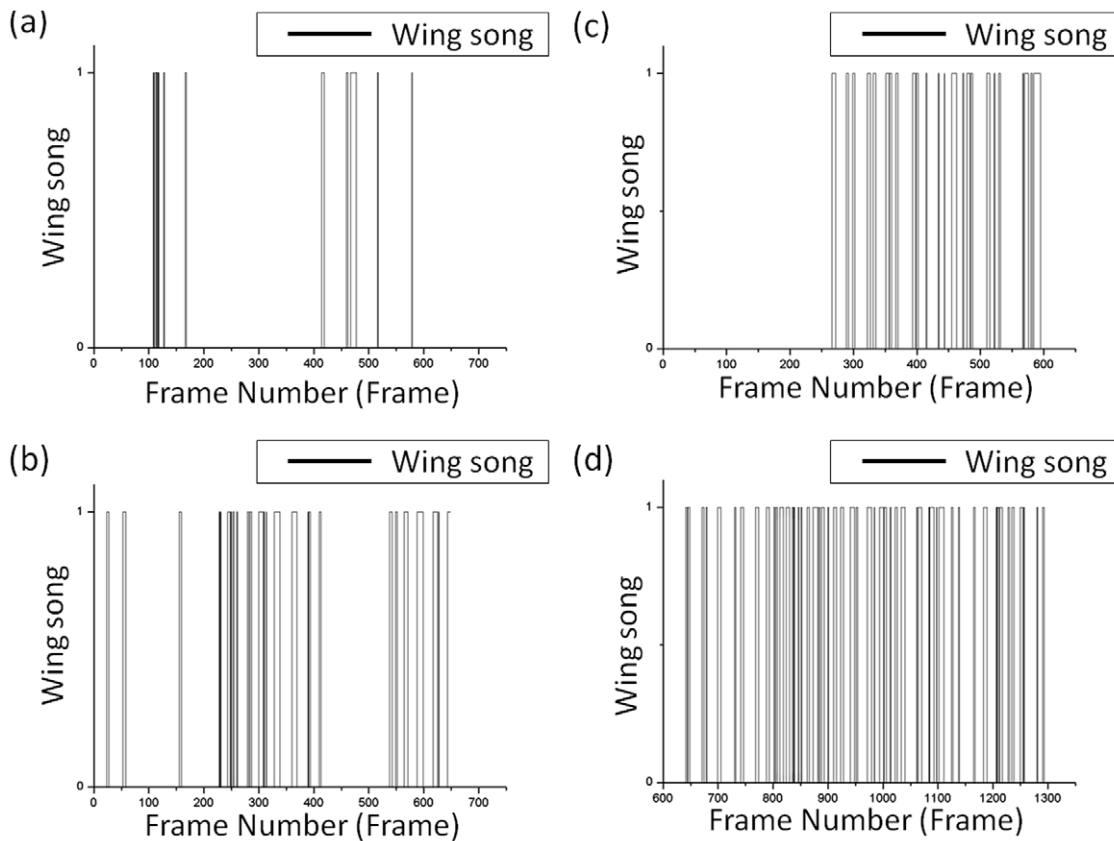 (a)
Wing song
1
Wing song
0
0 100 200 300 400 500 600 700
Frame Number (Frame)
(c)
Wing song
1
Wing song
0
0 100 200 300 400 500 600
Frame Number (Frame)
(b)
Wing song
1
Wing song
0
0 100 200 300 400 500 600 700
Frame Number (Frame)
(d)
Wing song
1
Wing song
0
600 700 800 900 1000 1100 1200 1300
Frame Number (Frame)